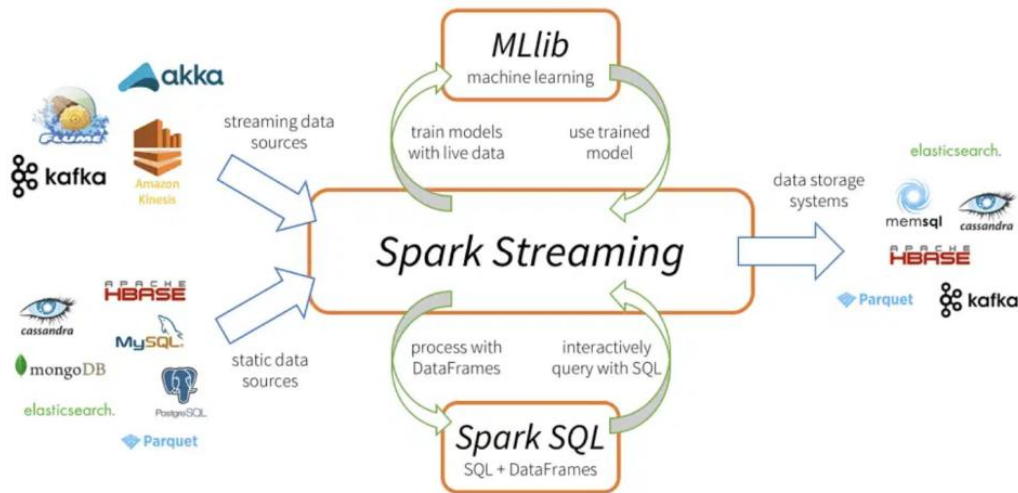 MLlib
machine learning
akka
FLUME
kafka
Amazon
Kinesis
streaming data
sources
train models
with live data
use trained
model
data storage
systems
elasticsearch.
memsql
cassandra
APACHE
HBASE
Parquet
kafka
Spark Streaming
cassandra
APACHE
HBASE
MySQL
mongoDB
PostgreSQL
elasticsearch.
Parquet
static data
sources
process with
DataFrames
interactively
query with SQL
Spark SQL
SQL + DataFrames